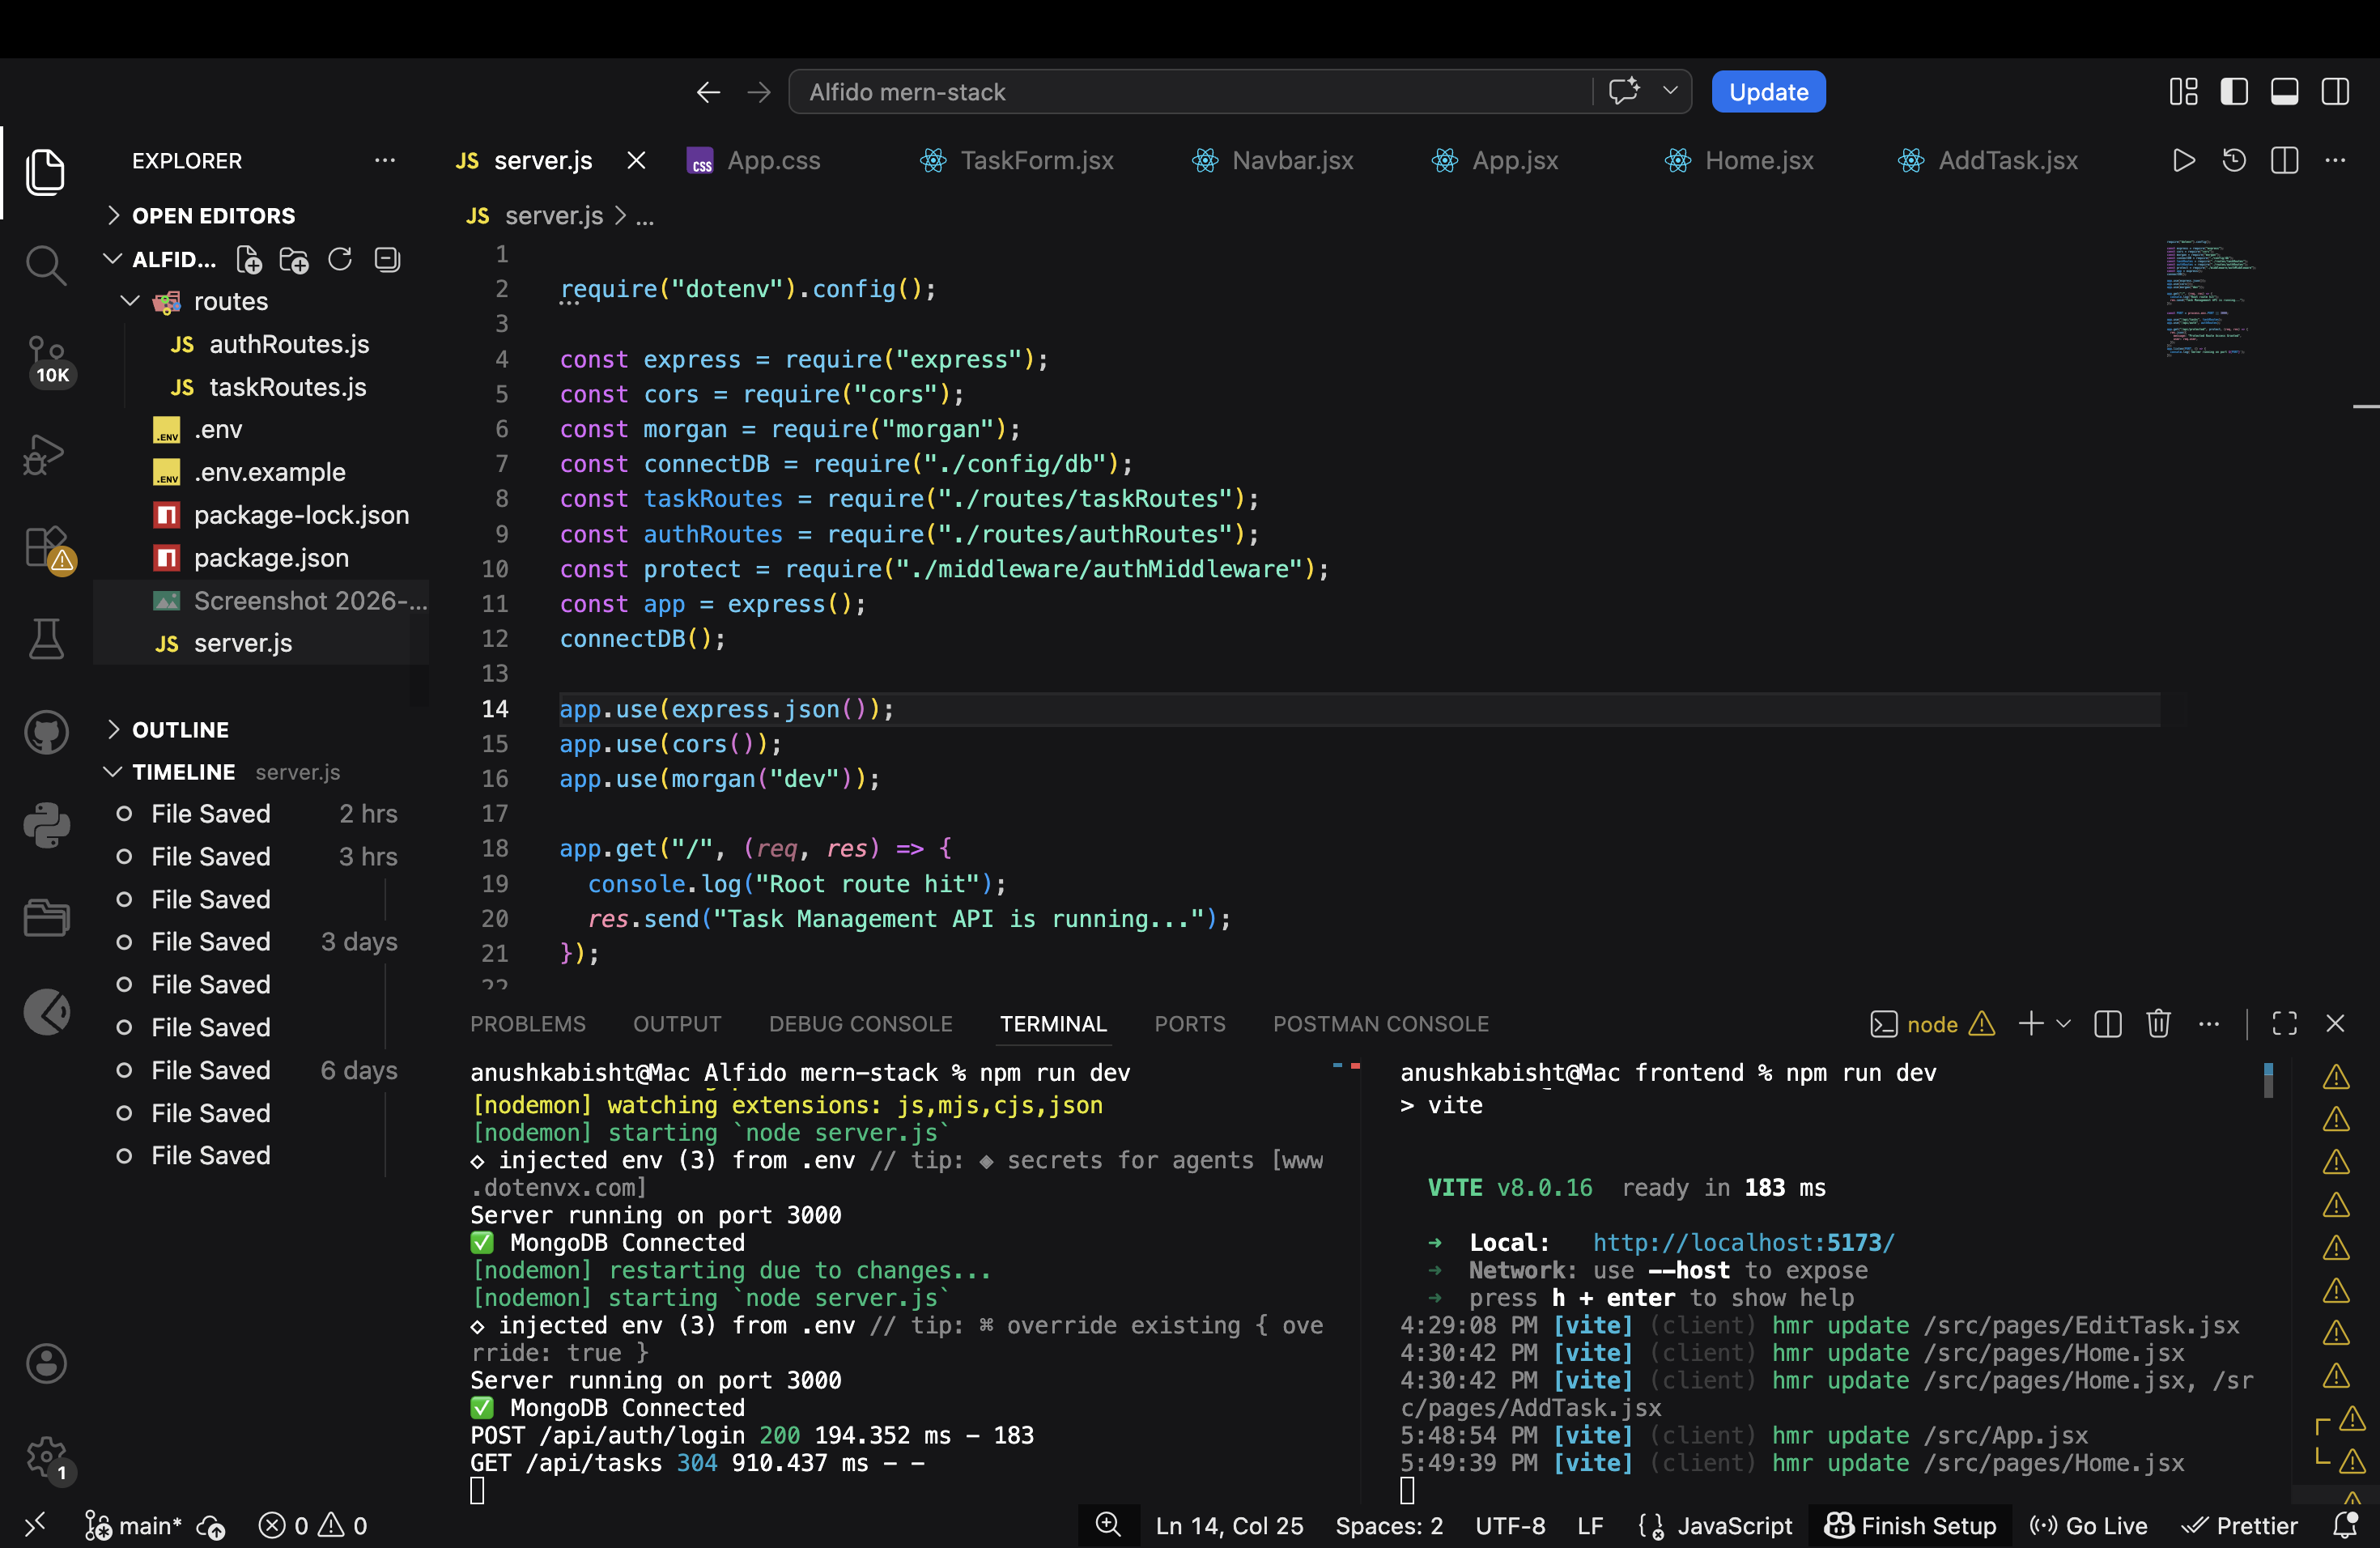 Alfido mern-stack
Update
EXPLORER
OPEN EDITORS
ALFID...
routes
authRoutes.js
taskRoutes.js
.env
.env.example
package-lock.json
package.json
Screenshot 2026-...
server.js
OUTLINE
TIMELINE server.js
File Saved 2 hrs
File Saved 3 hrs
File Saved
File Saved 3 days
File Saved
File Saved
File Saved 6 days
File Saved
File Saved
10K
1
server.js
App.css
TaskForm.jsx
Navbar.jsx
App.jsx
Home.jsx
AddTask.jsx
server.js > ...
1
2 require("dotenv").config();
3
4 const express = require("express");
5 const cors = require("cors");
6 const morgan = require("morgan");
7 const connectDB = require("./config/db");
8 const taskRoutes = require("./routes/taskRoutes");
9 const authRoutes = require("./routes/authRoutes");
10 const protect = require("./middleware/authMiddleware");
11 const app = express();
12 connectDB();
13
14 app.use(express.json());
15 app.use(cors());
16 app.use(morgan("dev"));
17
18 app.get("/", (req, res) => {
19 console.log("Root route hit");
20 res.send("Task Management API is running...");
21 });
22
PROBLEMS OUTPUT DEBUG CONSOLE TERMINAL PORTS POSTMAN CONSOLE
node
anushkabisht@Mac Alfido mern-stack % npm run dev
[nodemon] watching extensions: js,mjs,cjs,json
[nodemon] starting `node server.js`
◇ injected env (3) from .env // tip: ◈ secrets for agents [www
.dotenvx.com]
Server running on port 3000
✅ MongoDB Connected
[nodemon] restarting due to changes...
[nodemon] starting `node server.js`
◇ injected env (3) from .env // tip: ⌘ override existing { ove
rride: true }
Server running on port 3000
✅ MongoDB Connected
POST /api/auth/login 200 194.352 ms - 183
GET /api/tasks 304 910.437 ms - -
anushkabisht@Mac frontend % npm run dev
> vite
VITE v8.0.16 ready in 183 ms
➜ Local: http://localhost:5173/
➜ Network: use --host to expose
➜ press h + enter to show help
4:29:08 PM [vite] (client) hmr update /src/pages/EditTask.jsx
4:30:42 PM [vite] (client) hmr update /src/pages/Home.jsx
4:30:42 PM [vite] (client) hmr update /src/pages/Home.jsx, /sr
c/pages/AddTask.jsx
5:48:54 PM [vite] (client) hmr update /src/App.jsx
5:49:39 PM [vite] (client) hmr update /src/pages/Home.jsx
main* 0 0 Ln 14, Col 25 Spaces: 2 UTF-8 LF JavaScript Finish Setup Go Live Prettier